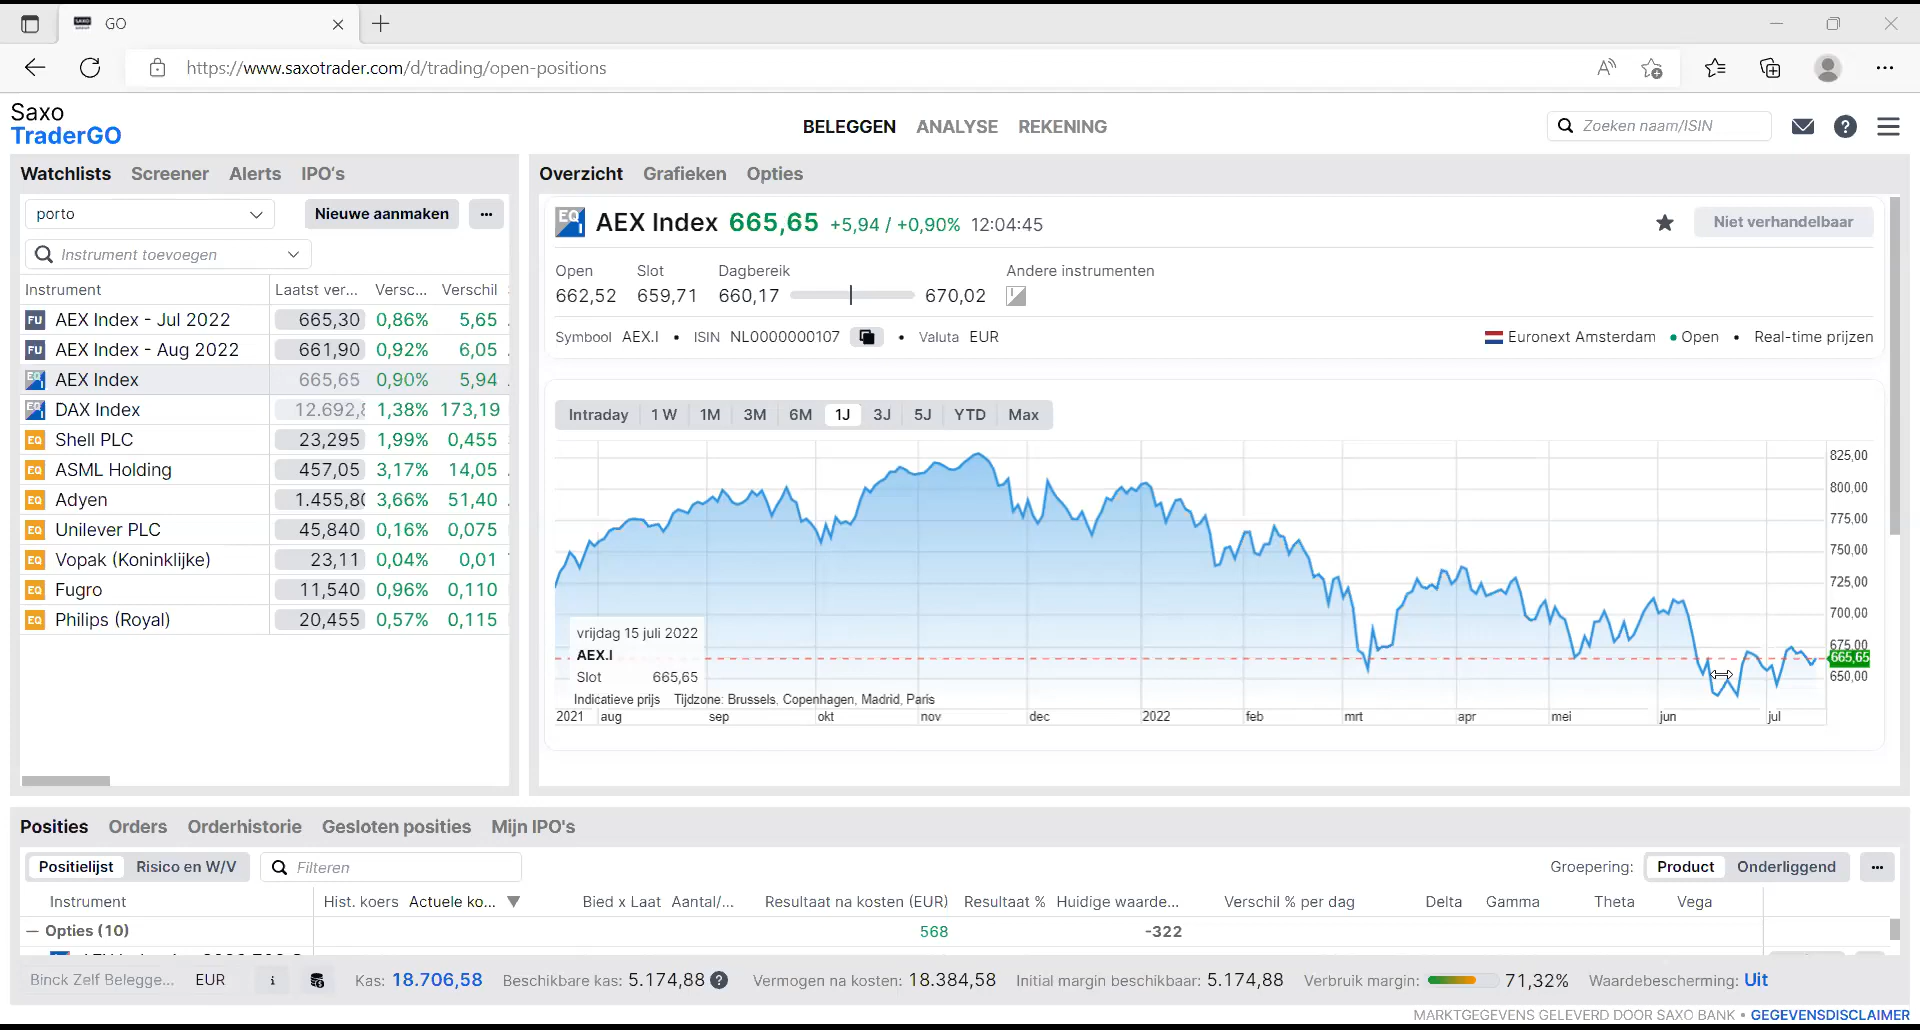 GO
https://www.saxotrader.com/d/trading/open-positions
Saxo
TraderGO
BELEGGEN ANALYSE REKENING
Zoeken naam/ISIN
Watchlists Screener Alerts IPO's
porto
Nieuwe aanmaken
Instrument toevoegen
Instrument Laatst ver... Versc... Verschil
FU AEX Index - Jul 2022 665,30 0,86% 5,65
FU AEX Index - Aug 2022 661,90 0,92% 6,05
AEX Index 665,65 0,90% 5,94
DAX Index 12.692, 1,38% 173,19
EQ Shell PLC 23,295 1,99% 0,455
EQ ASML Holding 457,05 3,17% 14,05
EQ Adyen 1.455,80 3,66% 51,40
EQ Unilever PLC 45,840 0,16% 0,075
EQ Vopak (Koninklijke) 23,11 0,04% 0,01
EQ Fugro 11,540 0,96% 0,110
EQ Philips (Royal) 20,455 0,57% 0,115
Overzicht Grafieken Opties
EQ I AEX Index 665,65 +5,94 / +0,90% 12:04:45
Niet verhandelbaar
Open Slot Dagbereik Andere instrumenten
662,52 659,71 660,17 670,02
Symbool AEX.I • ISIN NL0000000107 • Valuta EUR
Euronext Amsterdam • Open • Real-time prijzen
Intraday 1 W 1M 3M 6M 1J 3J 5J YTD Max
825,00
800,00
775,00
750,00
725,00
700,00
675,00
665,65
650,00
vrijdag 15 juli 2022
AEX.I
Slot 665,65
Indicatieve prijs Tijdzone: Brussels, Copenhagen, Madrid, Paris
2021 aug sep okt nov dec 2022 feb mrt apr mei jun jul
Posities Orders Orderhistorie Gesloten posities Mijn IPO's
Positielijst Risico en W/V Filteren
Groepering: Product Onderliggend
Instrument Hist. koers Actuele ko... Bied x Laat Aantal/... Resultaat na kosten (EUR) Resultaat % Huidige waarde... Verschil % per dag Delta Gamma Theta Vega
Opties (10) 568 -322
Binck Zelf Belegge... EUR Kas: 18.706,58 Beschikbare kas: 5.174,88 Vermogen na kosten: 18.384,58 Initial margin beschikbaar: 5.174,88 Verbruik margin: 71,32% Waardebescherming: Uit
MARKTGEGEVENS GELEVERD DOOR SAXO BANK • GEGEVENSDISCLAIMER